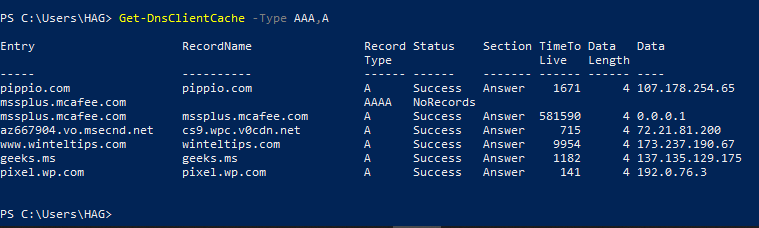 PS C:\Users\HAG> Get-DnsClientCache -Type AAA,A
Entry RecordName Record Status Section TimeTo Data Data
Type Live Length
----- ---------- ------ ------ ------- ------ ------ ----
pippio.com pippio.com A Success Answer 1671 4 107.178.254.65
mssplus.mcafee.com AAAA NoRecords
mssplus.mcafee.com mssplus.mcafee.com A Success Answer 581590 4 0.0.0.1
az667904.vo.msecnd.net cs9.wpc.v0cdn.net A Success Answer 715 4 72.21.81.200
www.winteltips.com winteltips.com A Success Answer 9954 4 173.237.190.67
geeks.ms geeks.ms A Success Answer 1182 4 137.135.129.175
pixel.wp.com pixel.wp.com A Success Answer 141 4 192.0.76.3
PS C:\Users\HAG>